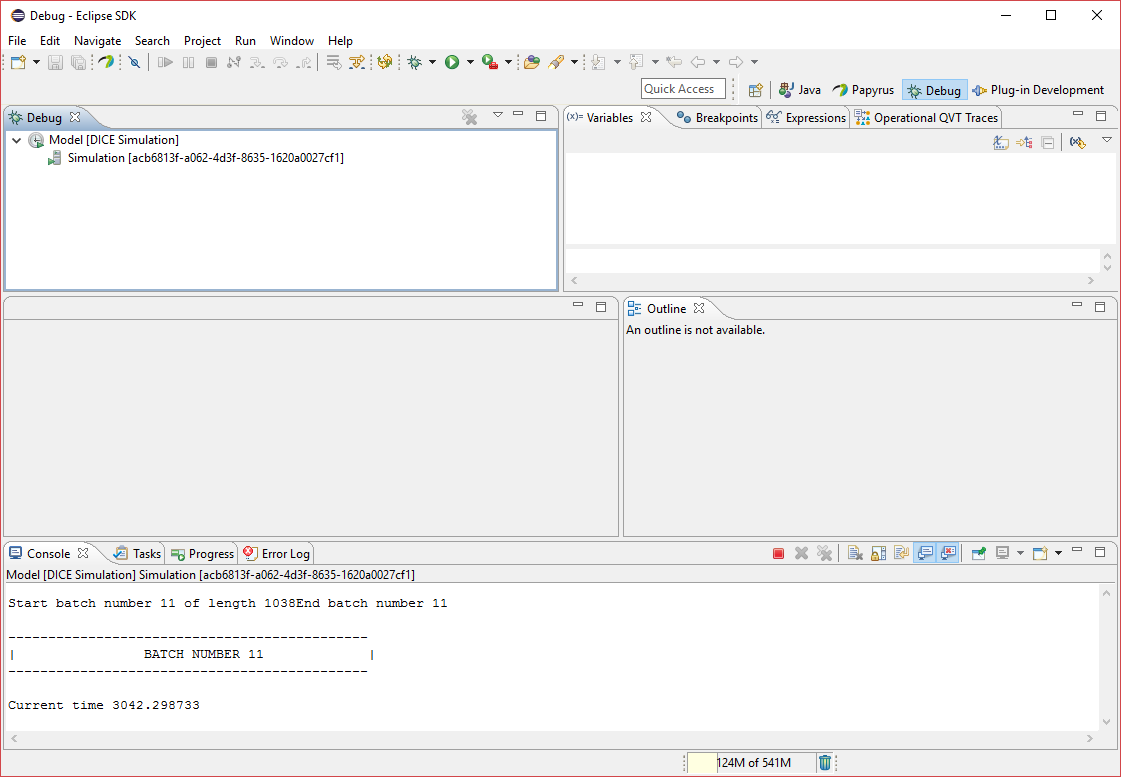 Debug - Eclipse SDK
File Edit Navigate Search Project Run Window Help
Quick Access Java Papyrus Debug Plug-in Development
Debug
Model [DICE Simulation]
Simulation [acb6813f-a062-4d3f-8635-1620a0027cf1]
(x)= Variables Breakpoints Expressions Operational QVT Traces
Outline
An outline is not available.
Console Tasks Progress Error Log
Model [DICE Simulation] Simulation [acb6813f-a062-4d3f-8635-1620a0027cf1]
Start batch number 11 of length 1038End batch number 11
---------------------------------------------
| BATCH NUMBER 11 |
---------------------------------------------
Current time 3042.298733
124M of 541M